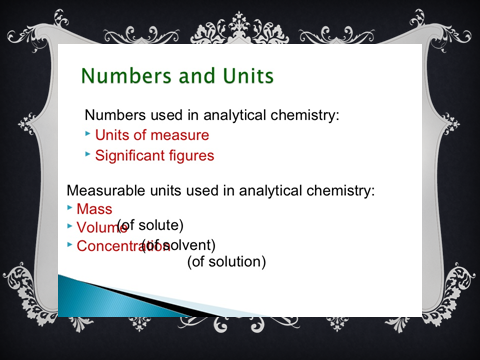 Numbers and Units
Numbers used in analytical chemistry:
Units of measure
Significant figures
Measurable units used in analytical chemistry:
Mass
Volume (of solute)
Concentration (of solvent)
(of solution)